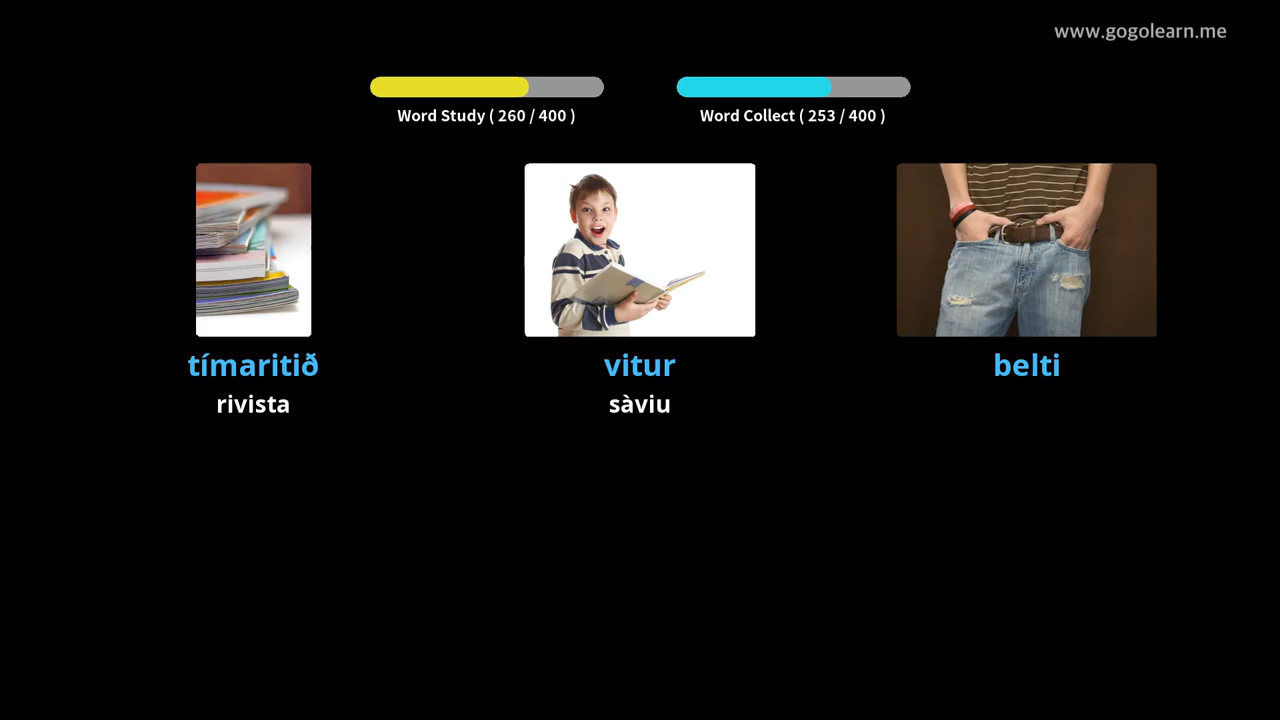 www.gogolearn.me
Word Study ( 260 / 400 )
Word Collect ( 253 / 400 )
tímaritið
rivista
vitur
sàviu
belti